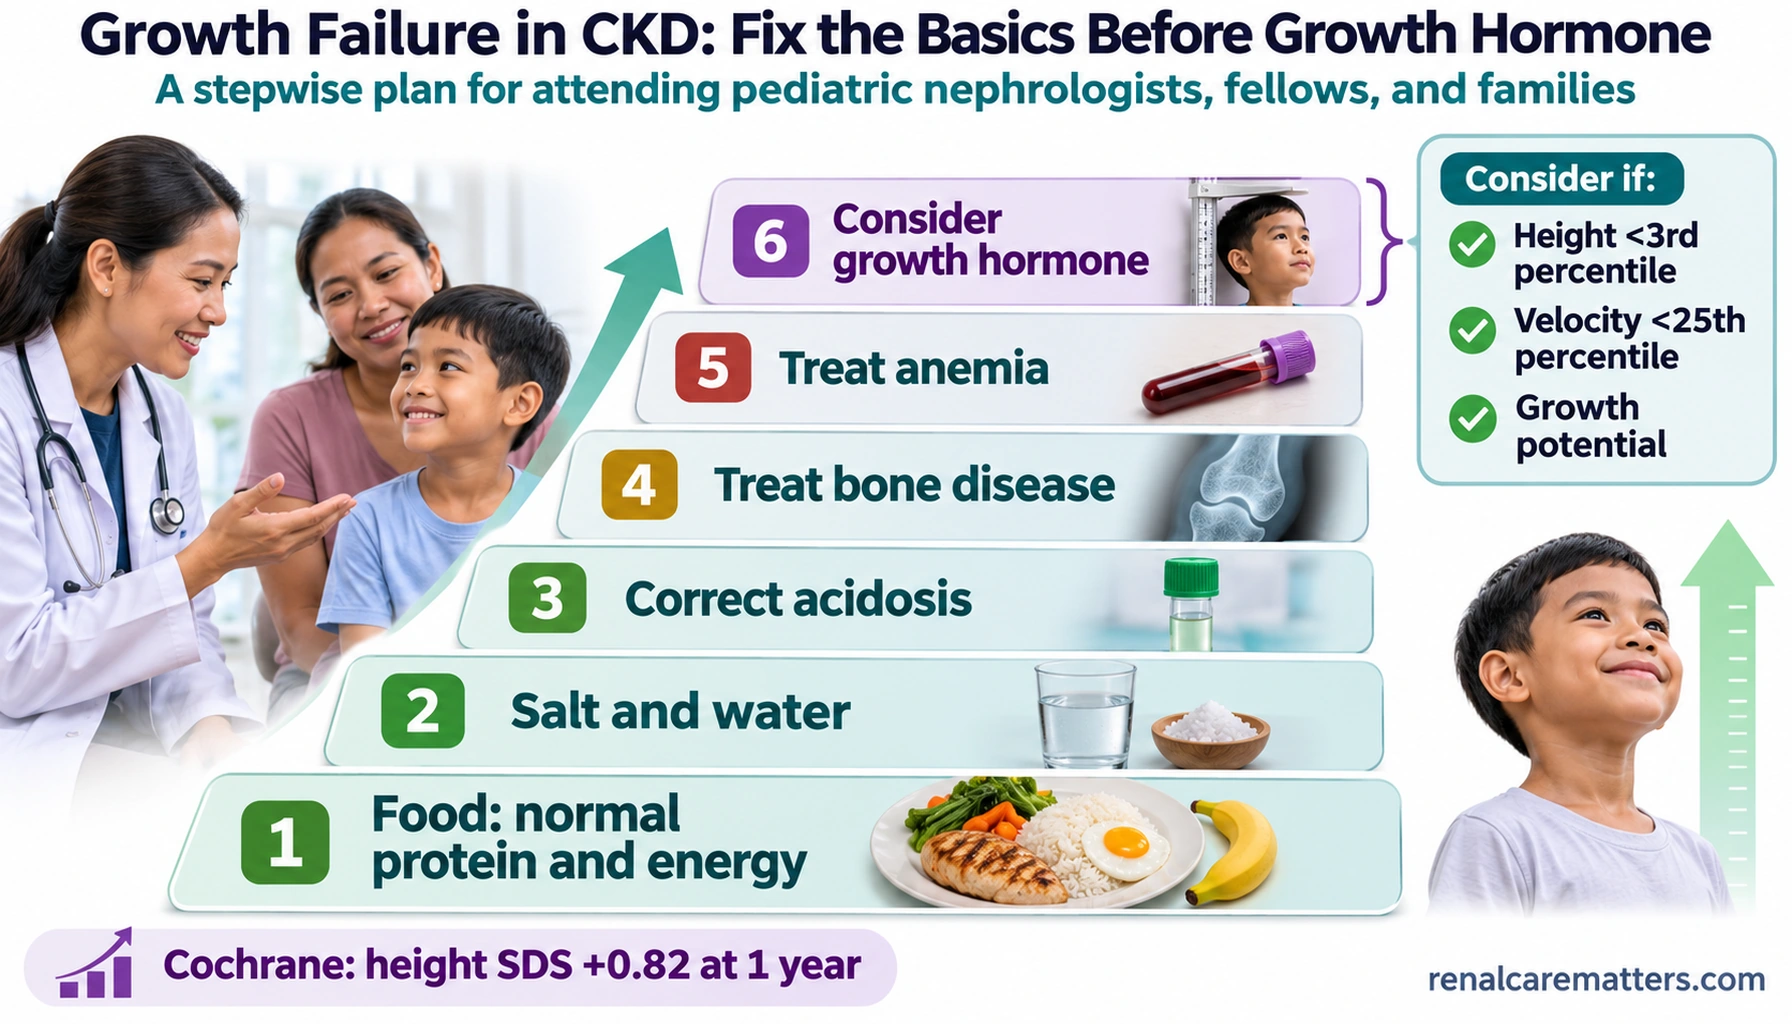 Growth Failure in CKD: Fix the Basics Before Growth Hormone
A stepwise plan for attending pediatric nephrologists, fellows, and families
6
Consider
growth hormone
5
Treat anemia
4
Treat bone disease
3
Correct acidosis
2
Salt and water
1
Food: normal
protein and energy
Consider if:
Height <3rd
percentile
Velocity <25th
percentile
Growth
potential
Cochrane: height SDS +0.82 at 1 year
renalcarematters.com